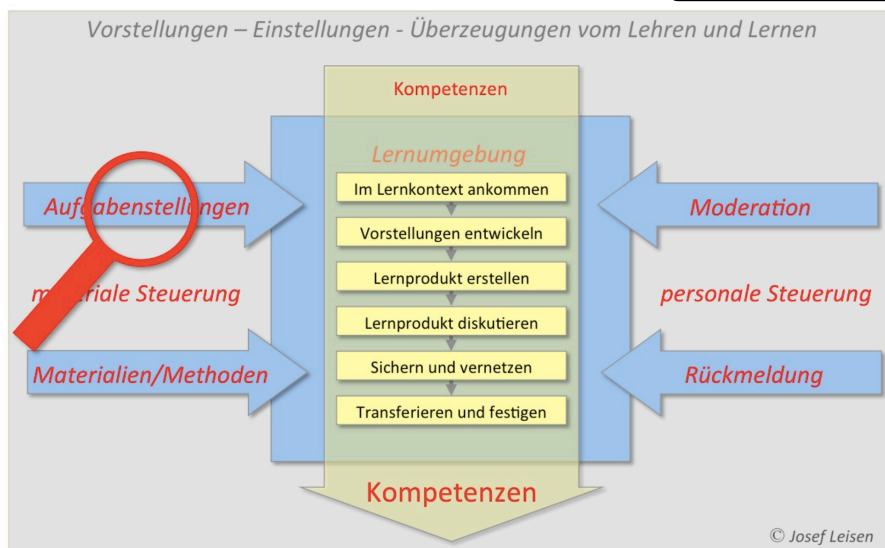 Vorstellungen – Einstellungen - Überzeugungen vom Lehren und Lernen
Kompetenzen
Lernumgebung
Im Lernkontext ankommen
Vorstellungen entwickeln
Lernprodukt erstellen
Lernprodukt diskutieren
Sichern und vernetzen
Transferieren und festigen
Kompetenzen
Aufgabenstellungen
materiale Steuerung
Materialien/Methoden
Moderation
personale Steuerung
Rückmeldung
© Josef Leisen